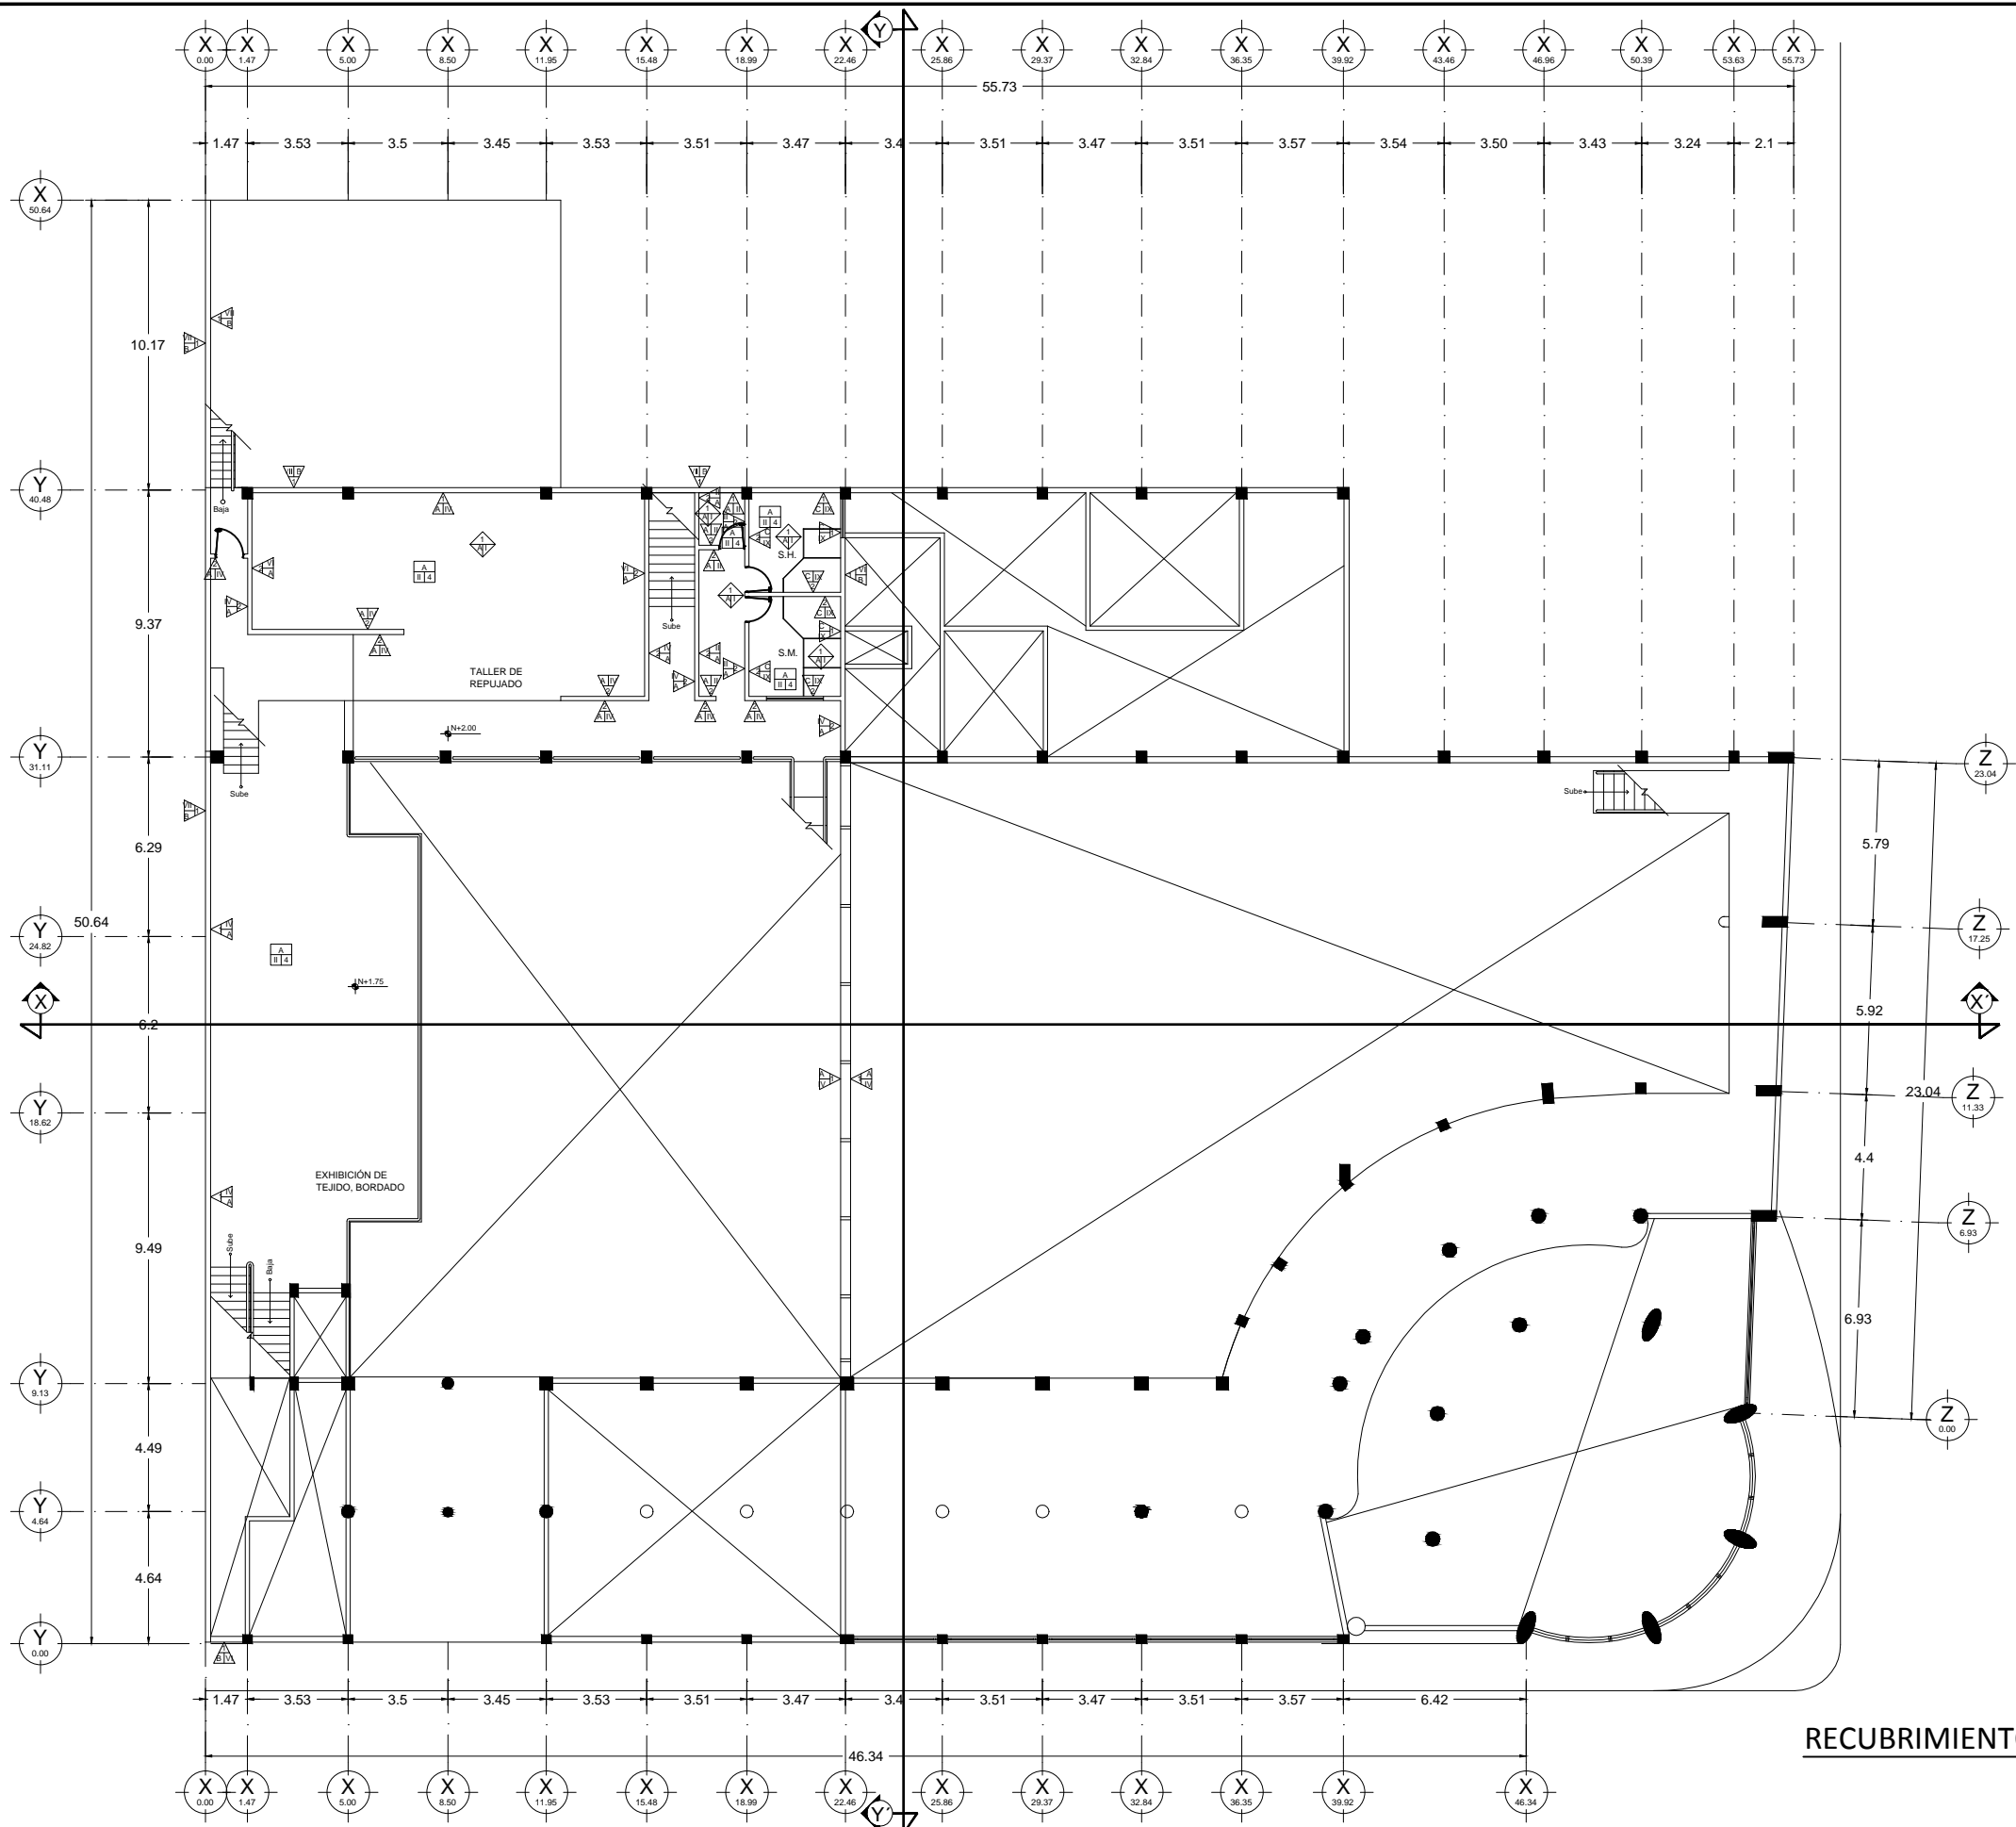 Y
X 0.00
X 1.47
X 5.00
X 8.50
X 11.95
X 15.48
X 18.99
X 22.46
X 25.86
X 29.37
X 32.84
X 36.35
X 39.92
X 43.46
X 46.96
X 50.39
X 53.63
X 55.73
55.73
1.47 3.53 3.5 3.45 3.53 3.51 3.47 3.4 3.51 3.47 3.51 3.57 3.54 3.50 3.43 3.24 2.1
X 50.64
10.17
Y 40.48
Baja
S.H.
9.37
Sube
S.M.
TALLER DE
REPUJADO
N+2.00
Y 31.11
Z 23.04
Sube
Sube
6.29
5.79
50.64
Y 24.82
Z 17.25
A
II 4
N+1.75
X
X´
6.2
5.92
Y 18.62
23.04
Z 11.33
4.4
EXHIBICIÓN DE
TEJIDO, BORDADO
Z 6.93
Sube
Baja
9.49
6.93
Y 9.13
Z 0.00
4.49
Y 4.64
4.64
Y 0.00
1.47 3.53 3.5 3.45 3.53 3.51 3.47 3.4 3.51 3.47 3.51 3.57 6.42
RECUBRIMIENTO
46.34
X 0.00
X 1.47
X 5.00
X 8.50
X 11.95
X 15.48
X 18.99
X 22.46
Y´
X 25.86
X 29.37
X 32.84
X 36.35
X 39.92
X 46.34